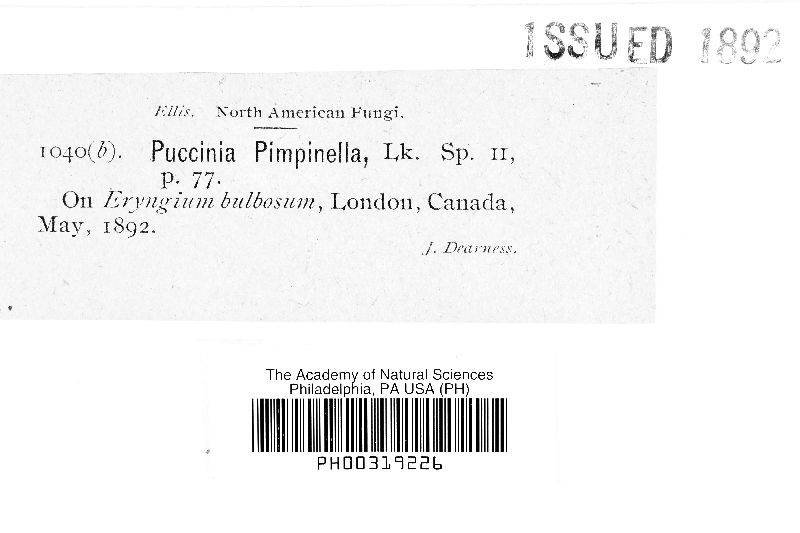 ISSUED 1892
Ellis. North American Fungi.
1040(b). Puccinia Pimpinella, Lk. Sp. II,
p. 77.
On Eryngium bulbosum, London, Canada,
May, 1892.
J. Dearness.
The Academy of Natural Sciences
Philadelphia, PA USA (PH)
PH00319226